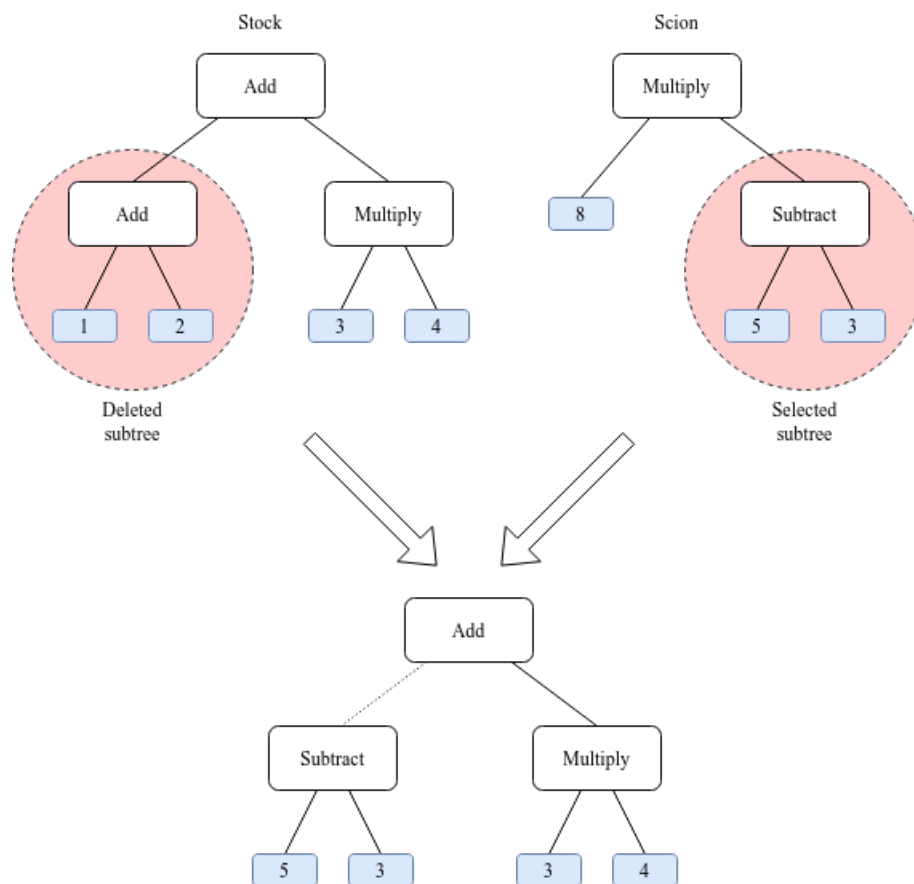 Stock
Scion
Add
Multiply
Add
Multiply
8
Subtract
1
2
3
4
5
3
Deleted
subtree
Selected
subtree
Add
Subtract
Multiply
5
3
3
4